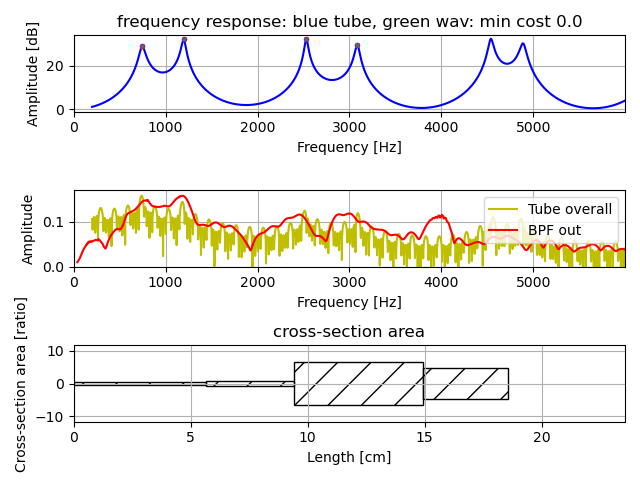 frequency response: blue tube, green wav: min cost 0.0
Amplitude [dB]
20
0
0
1000
2000
3000
4000
5000
Frequency [Hz]
Amplitude
0.1
0.0
Tube overall
BPF out
0
1000
2000
3000
4000
5000
Frequency [Hz]
cross-section area
Cross-section area [ratio]
10
0
−10
0
5
10
15
20
Length [cm]